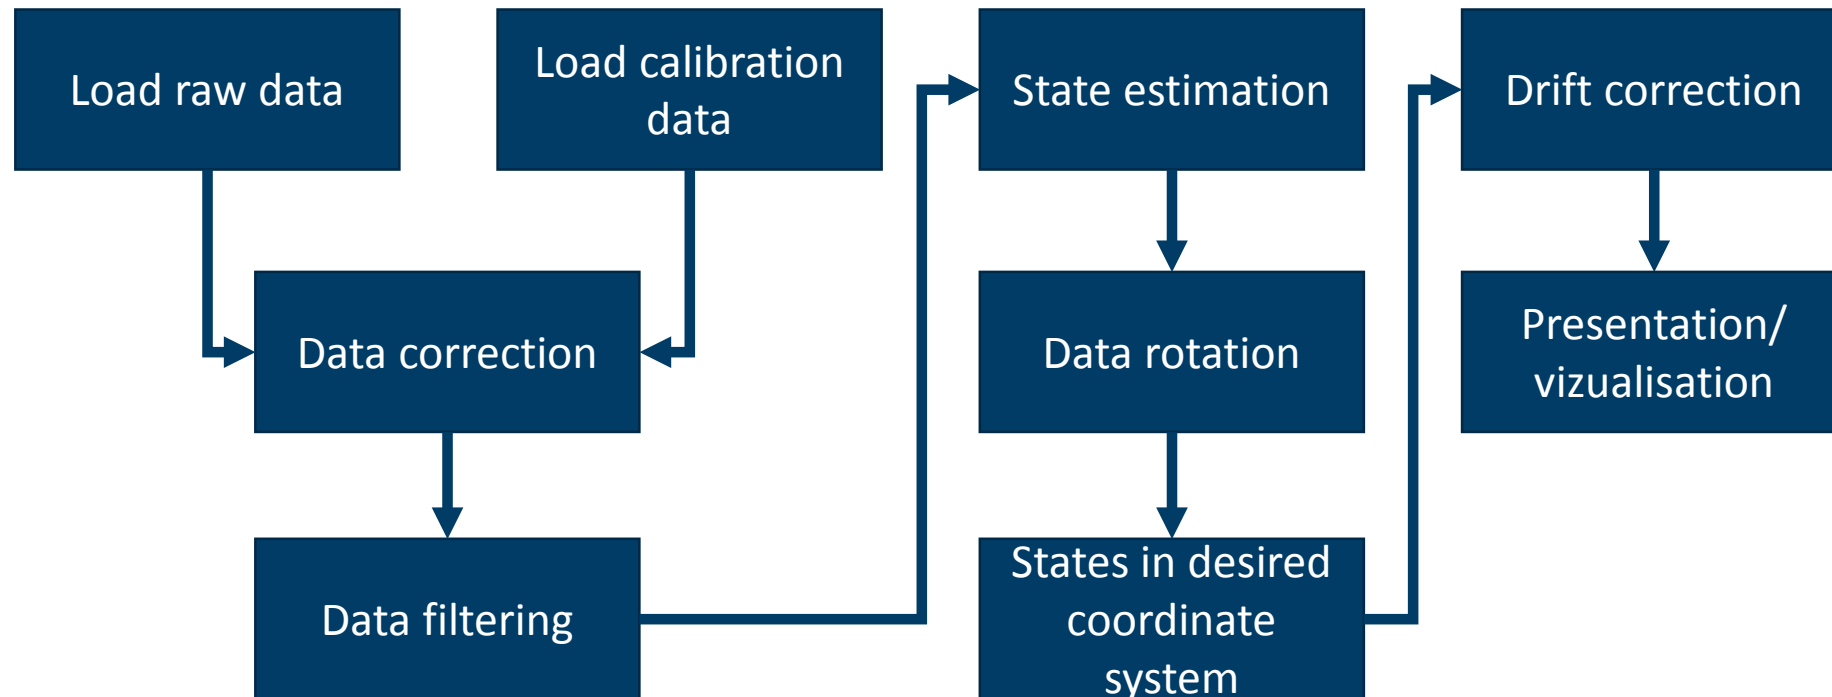 Load raw data
Load calibration
data
Data correction
Data filtering
State estimation
Data rotation
States in desired
coordinate
system
Drift correction
Presentation/
vizualisation